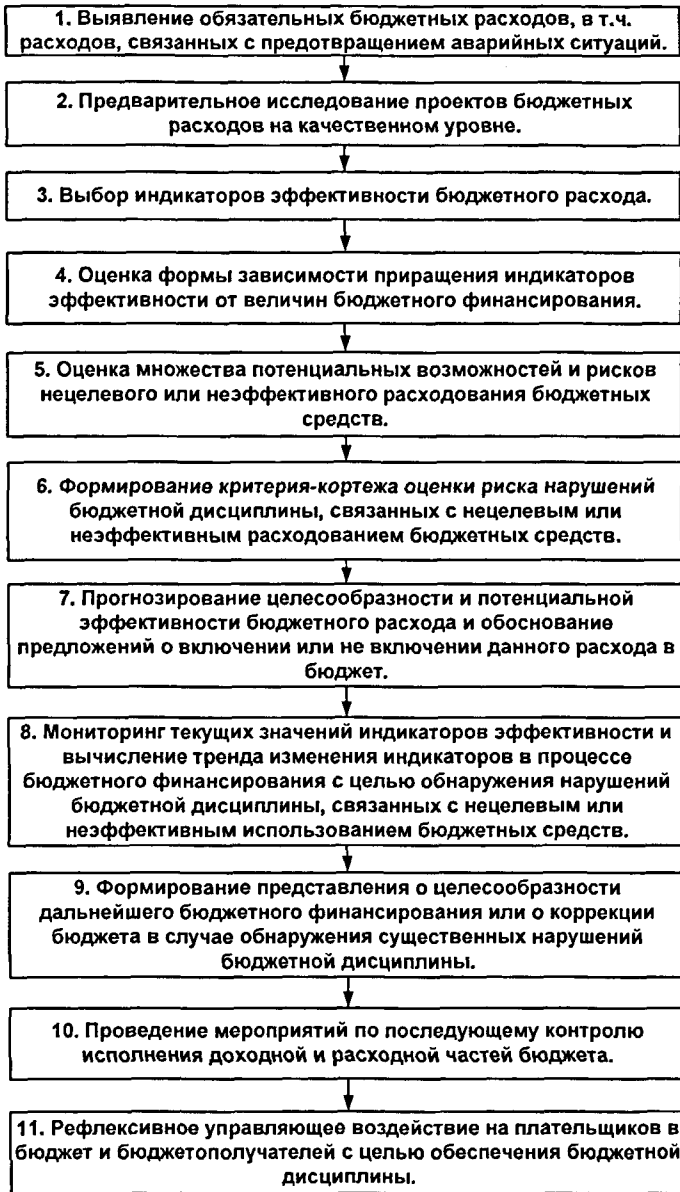 1. Выявление обязательных бюджетных расходов, в т.ч.
расходов, связанных с предотвращением аварийных ситуаций.
2. Предварительное исследование проектов бюджетных
расходов на качественном уровне.
3. Выбор индикаторов эффективности бюджетного расхода.
4. Оценка формы зависимости приращения индикаторов
эффективности от величин бюджетного финансирования.
5. Оценка множества потенциальных возможностей и рисков
нецелевого или неэффективного расходования бюджетных
средств.
6. Формирование критерия-кортежа оценки риска нарушений
бюджетной дисциплины, связанных с нецелевым или
неэффективным расходованием бюджетных средств.
7. Прогнозирование целесообразности и потенциальной
эффективности бюджетного расхода и обоснование
предложений о включении или не включении данного расхода в
бюджет.
8. Мониторинг текущих значений индикаторов эффективности и
вычисление тренда изменения индикаторов в процессе
бюджетного финансирования с целью обнаружения нарушений
бюджетной дисциплины, связанных с нецелевым или
неэффективным использованием бюджетных средств.
9. Формирование представления о целесообразности
дальнейшего бюджетного финансирования или о коррекции
бюджета в случае обнаружения существенных нарушений
бюджетной дисциплины.
10. Проведение мероприятий по последующему контролю
исполнения доходной и расходной частей бюджета.
11. Рефлексивное управляющее воздействие на плательщиков в
бюджет и бюджетополучателей с целью обеспечения бюджетной
дисциплины.